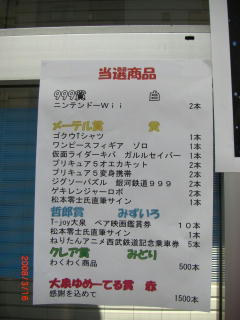 当選商品
999賞 白
ニンテンドーWii 2本
メーテル賞 黄
ゴクウTシャツ 1本
ワンピースフィギア ゾロ 1本
仮面ライダーキバ ガルルセイバー 1本
プリキュア5オエカキット 2本
プリキュア5変身携帯 2本
ジグソーパズル 銀河鉄道999 2本
ゲキレンジャーロボ 2本
松本零士氏直筆サイン 1本
哲郎賞 みずいろ
T-joy大泉 ペア映画鑑賞券 10本
松本零士氏直筆サイン 1本
ねりたんアニメ西武鉄道記念乗車券 5本
クレア賞 みどり
わくわく商品 500本
大泉ゆめーてる賞 赤
感謝を込めて 1500本
2008/3/16